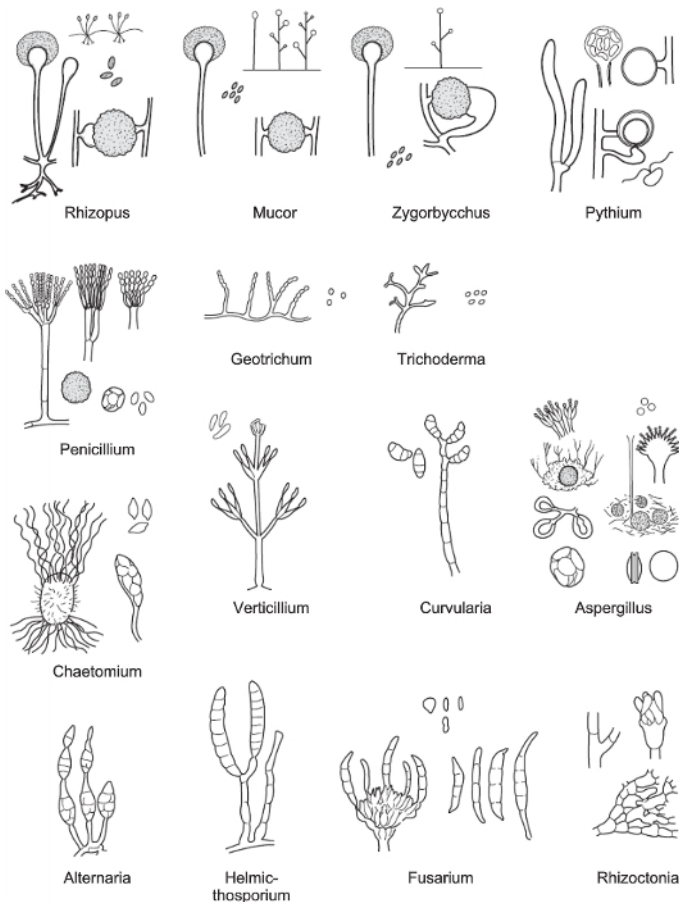 Rhizopus
Mucor
Zygorbycchus
Pythium
Geotrichum
Trichoderma
Penicillium
Verticillium
Curvularia
Aspergillus
Chaetomium
Alternaria
Helmic-
thosporium
Fusarium
Rhizoctonia